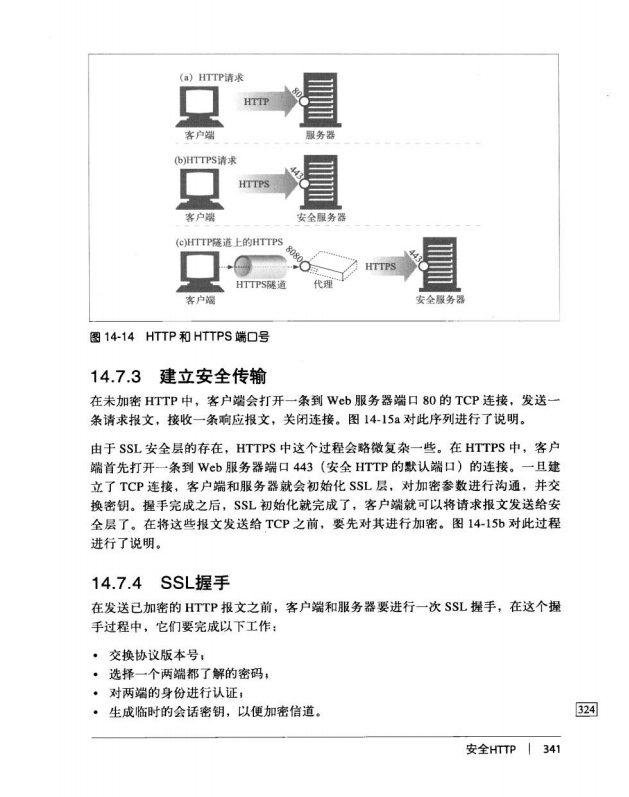 (a) HTTP请求
HTTP
80
客户端
服务器
(b)HTTPS请求
HTTPS
443
客户端
安全服务器
(c)HTTP隧道上的HTTPS
8080
HTTPS
443
HTTPS隧道
代理
客户端
安全服务器
图 14-14 HTTP 和 HTTPS 端口号
14.7.3 建立安全传输
在未加密 HTTP 中，客户端会打开一条到 Web 服务器端口 80 的 TCP 连接，发送一
条请求报文，接收一条响应报文，关闭连接。图 14-15a 对此序列进行了说明。
由于 SSL 安全层的存在，HTTPS 中这个过程会略微复杂一些。在 HTTPS 中，客户
端首先打开一条到 Web 服务器端口 443（安全 HTTP 的默认端口）的连接。一旦建
立了 TCP 连接，客户端和服务器就会初始化 SSL 层，对加密参数进行沟通，并交
换密钥。握手完成之后，SSL 初始化就完成了，客户端就可以将请求报文发送给安
全层了。在将这些报文发送给 TCP 之前，要先对其进行加密。图 14-15b 对此过程
进行了说明。
14.7.4 SSL握手
在发送已加密的 HTTP 报文之前，客户端和服务器要进行一次 SSL 握手，在这个握
手过程中，它们要完成以下工作：
• 交换协议版本号；
• 选择一个两端都了解的密码；
• 对两端的身份进行认证；
• 生成临时的会话密钥，以便加密信道。
324
安全HTTP | 341